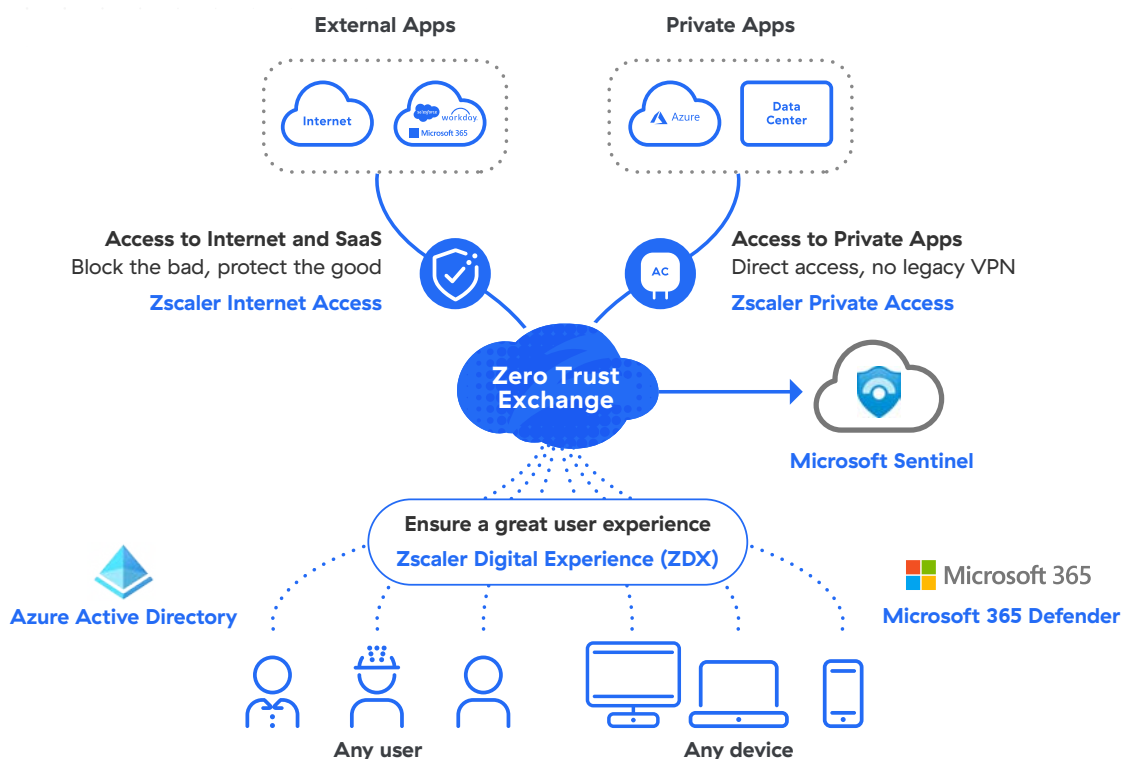 External Apps
Private Apps
Internet
salesforce
workday
Microsoft 365
Azure
Data
Center
Access to Internet and SaaS
Block the bad, protect the good
Zscaler Internet Access
AC
Access to Private Apps
Direct access, no legacy VPN
Zscaler Private Access
Zero Trust
Exchange
Microsoft Sentinel
Ensure a great user experience
Zscaler Digital Experience (ZDX)
Azure Active Directory
Microsoft 365
Microsoft 365 Defender
Any user
Any device